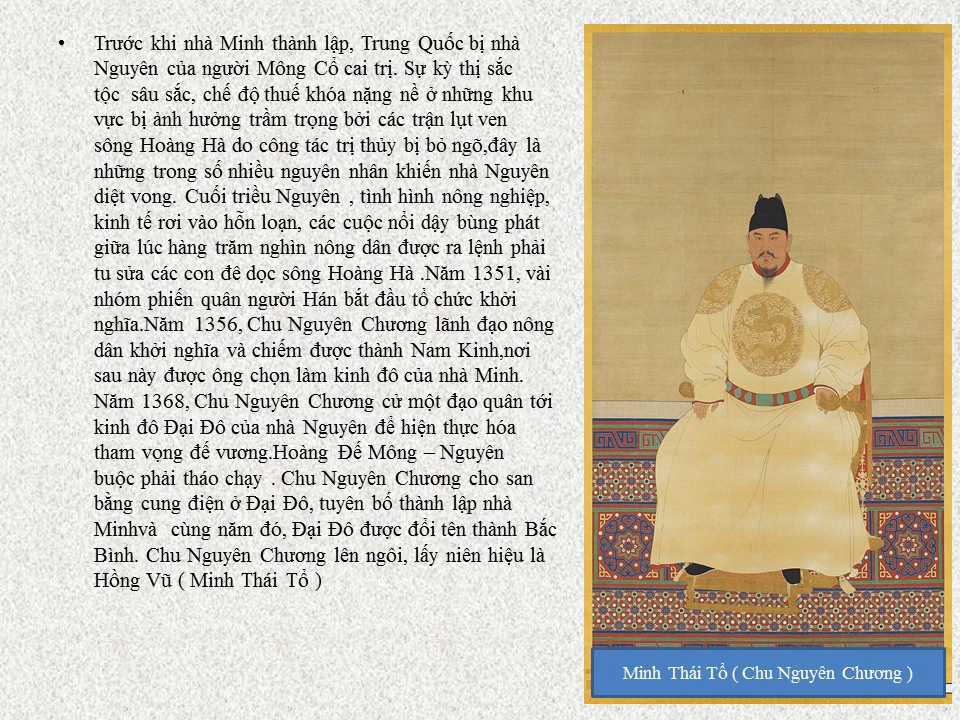 • Trước khi nhà Minh thành lập, Trung Quốc bị nhà
Nguyên của người Mông Cổ cai trị. Sự kỳ thị sắc
tộc sâu sắc, chế độ thuế khóa nặng nề ở những khu
vực bị ảnh hưởng trầm trọng bởi các trận lụt ven
sông Hoàng Hà do công tác trị thủy bị bỏ ngõ,đây là
những trong số nhiều nguyên nhân khiến nhà Nguyên
diệt vong. Cuối triều Nguyên , tình hình nông nghiệp,
kinh tế rơi vào hỗn loạn, các cuộc nổi dậy bùng phát
giữa lúc hàng trăm nghìn nông dân được ra lệnh phải
tu sửa các con đê dọc sông Hoàng Hà .Năm 1351, vài
nhóm phiến quân người Hán bắt đầu tổ chức khởi
nghĩa.Năm 1356, Chu Nguyên Chương lãnh đạo nông
dân khởi nghĩa và chiếm được thành Nam Kinh,nơi
sau này được ông chọn làm kinh đô của nhà Minh.
Năm 1368, Chu Nguyên Chương cử một đạo quân tới
kinh đô Đại Đô của nhà Nguyên để hiện thực hóa
tham vọng đế vương.Hoàng Đế Mông – Nguyên
buộc phải tháo chạy . Chu Nguyên Chương cho san
bằng cung điện ở Đại Đô, tuyên bố thành lập nhà
Minhvà cùng năm đó, Đại Đô được đổi tên thành Bắc
Bình. Chu Nguyên Chương lên ngôi, lấy niên hiệu là
Hồng Vũ ( Minh Thái Tổ )
Minh Thái Tổ ( Chu Nguyên Chương )